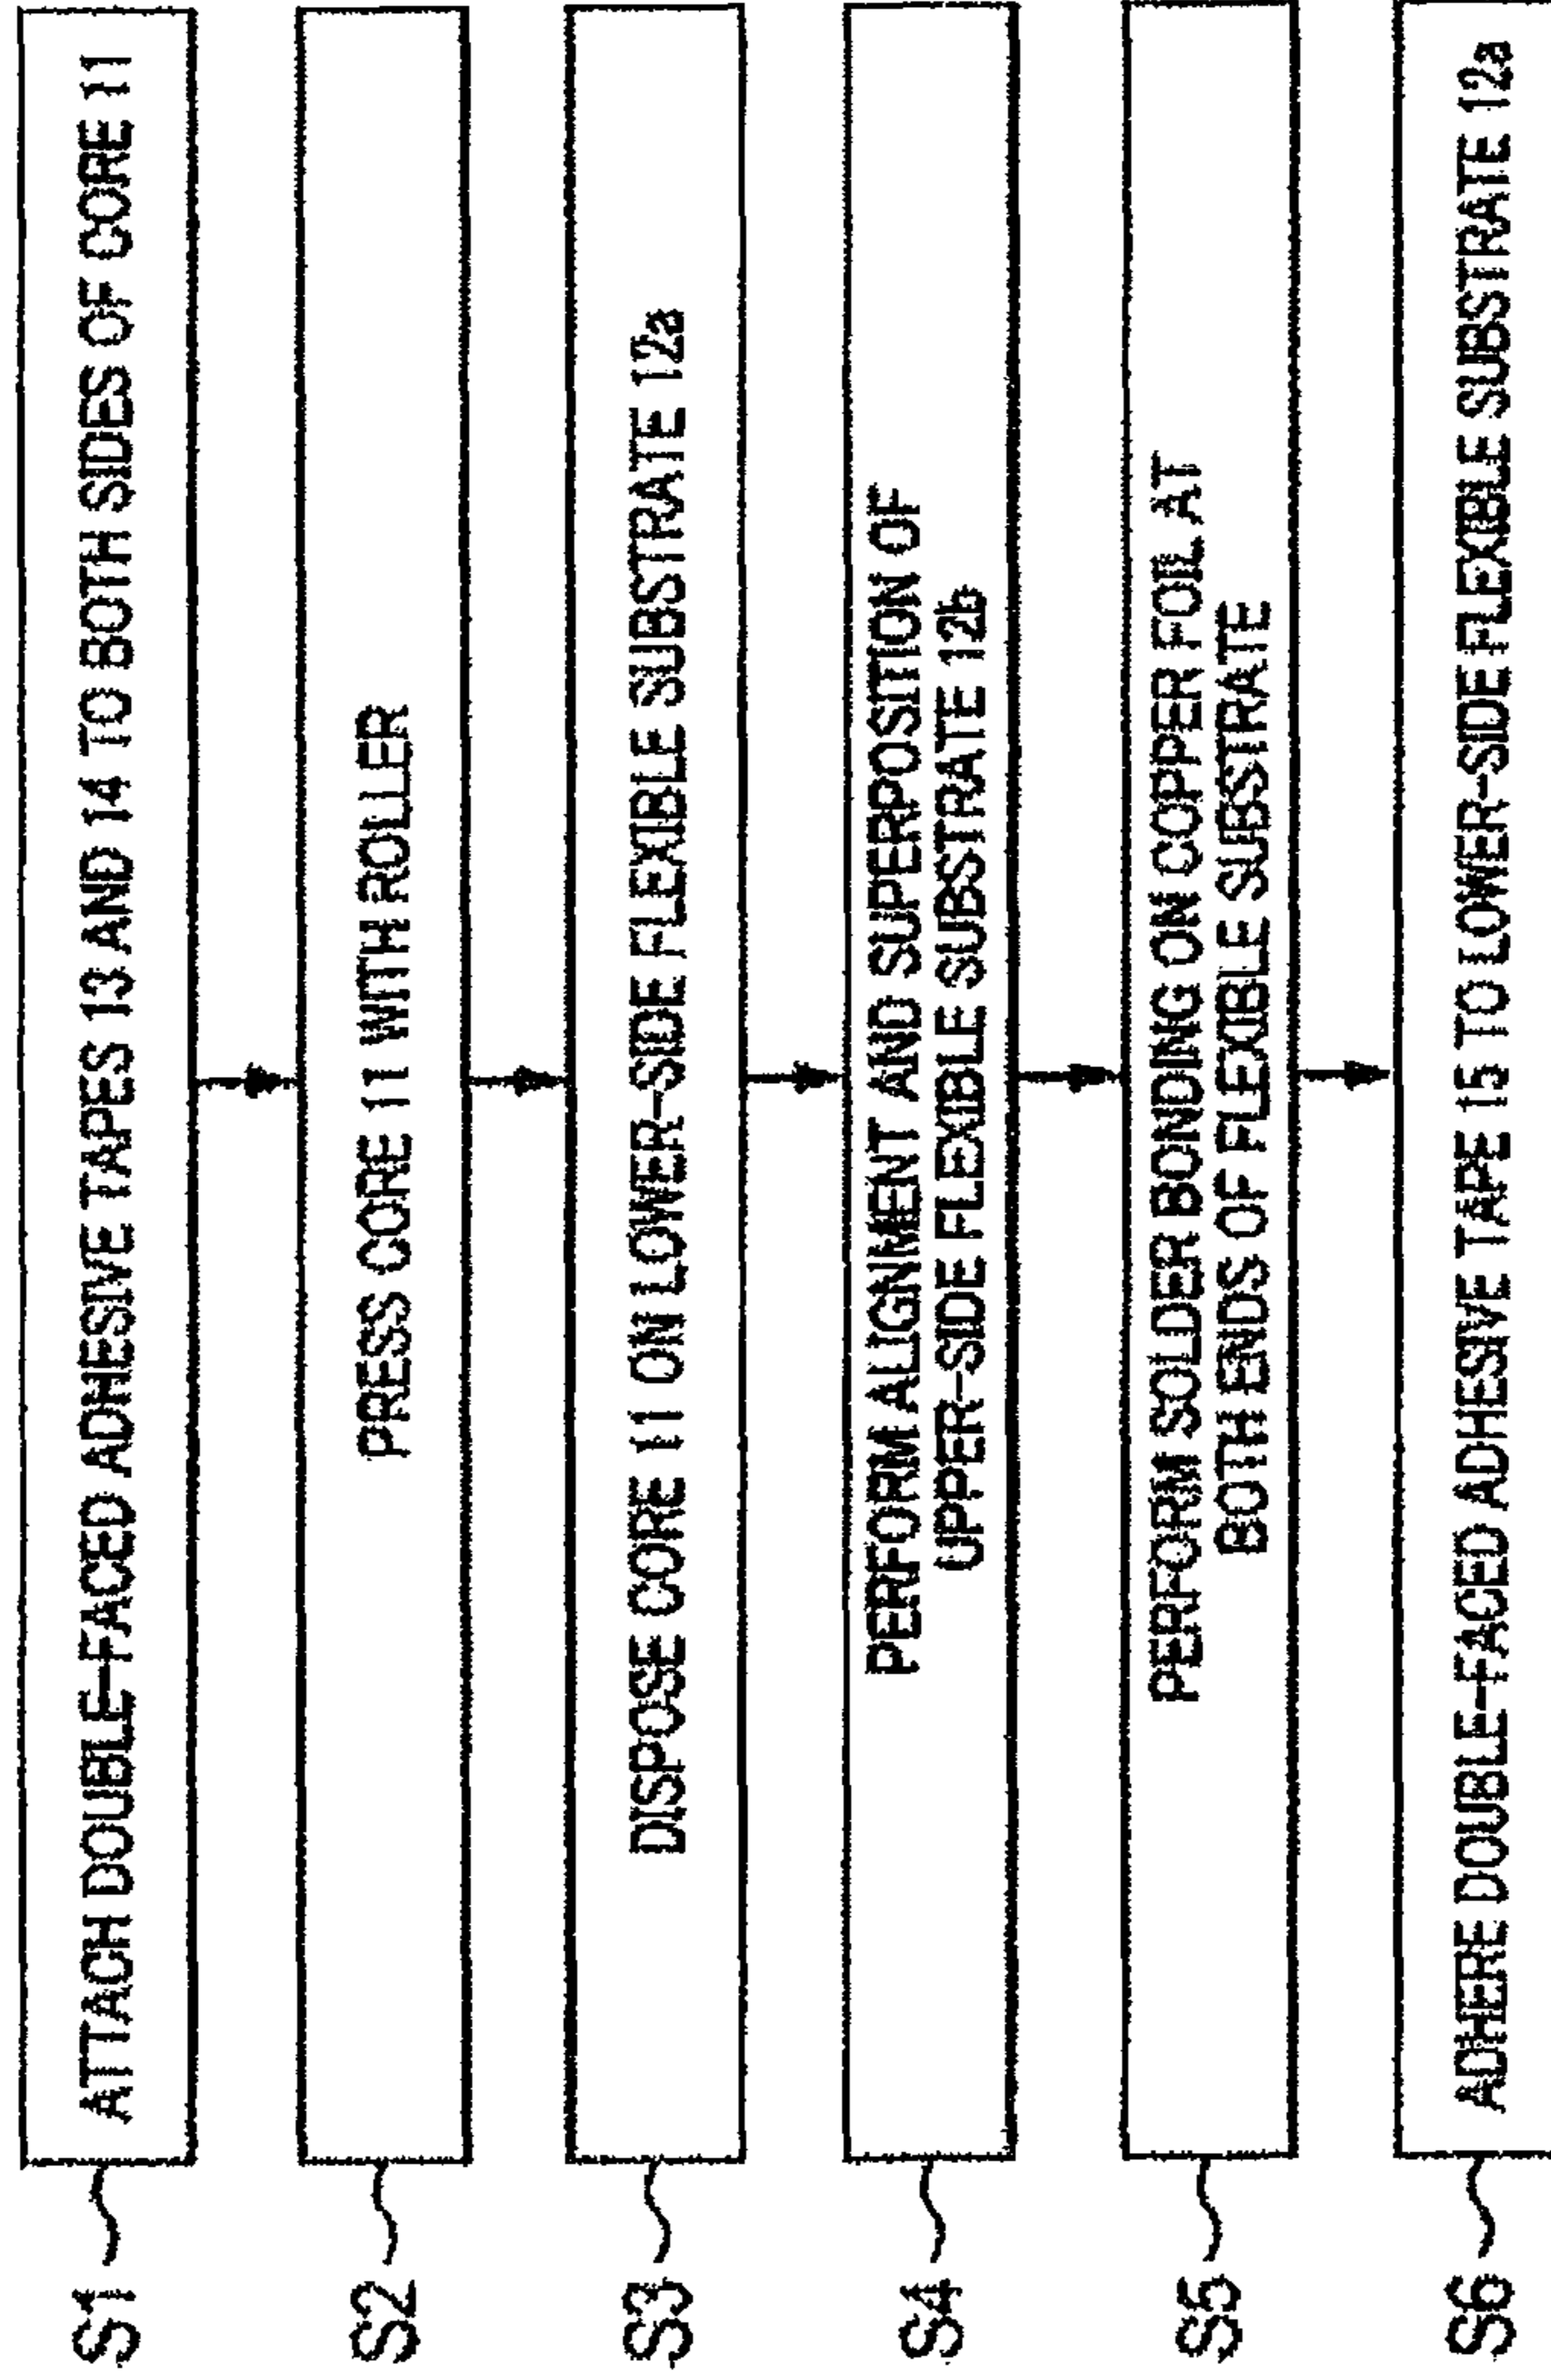 S1
ATTACH DOUBLE-FACED ADHESIVE TAPES 13 AND 14 TO BOTH SIDES OF CORE 11
S2
PRESS CORE 11 WITH ROLLER
S3
DISPOSE CORE 11 ON LOWER-SIDE FLEXIBLE SUBSTRATE 12a
S4
PERFORM ALIGNMENT AND SUPERPOSITION OF
UPPER-SIDE FLEXIBLE SUBSTRATE 12b
S5
PERFORM SOLDER BONDING ON COPPER FOIL AT
BOTH ENDS OF FLEXIBLE SUBSTRATE
S6
ADHERE DOUBLE-FACED ADHESIVE TAPE 15 TO LOWER-SIDE FLEXIBLE SUBSTRATE 12a